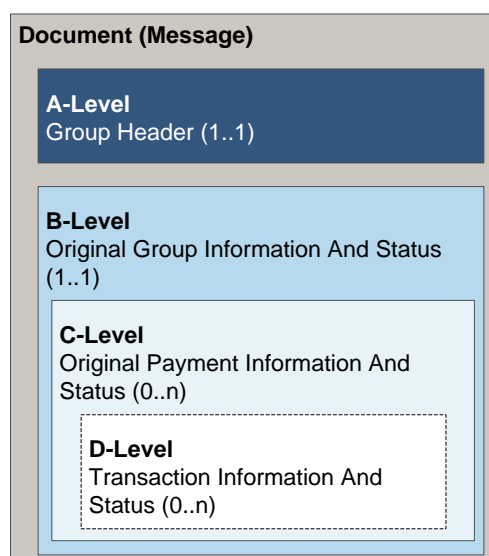 Document (Message)
A-Level
Group Header (1..1)
B-Level
Original Group Information And Status
(1..1)
C-Level
Original Payment Information And
Status (0..n)
D-Level
Transaction Information And
Status (0..n)